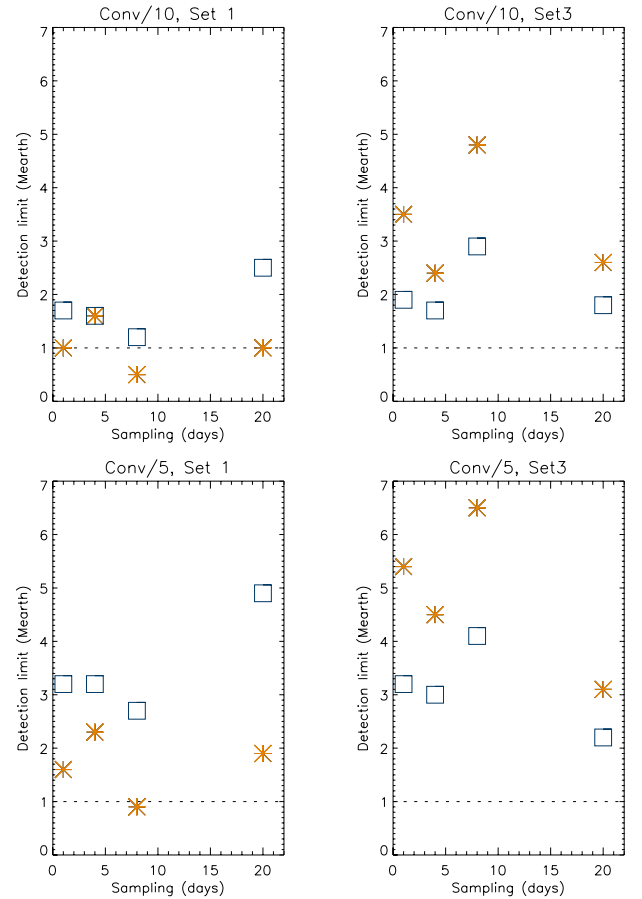 Conv/10, Set 1
7
6
5
4
3
2
1
0
Detection limit (Mearth)
0 5 10 15 20
Sampling (days)
Conv/10, Set3
7
6
5
4
3
2
1
0
Detection limit (Mearth)
0 5 10 15 20
Sampling (days)
Conv/5, Set 1
7
6
5
4
3
2
1
0
Detection limit (Mearth)
0 5 10 15 20
Sampling (days)
Conv/5, Set3
7
6
5
4
3
2
1
0
Detection limit (Mearth)
0 5 10 15 20
Sampling (days)